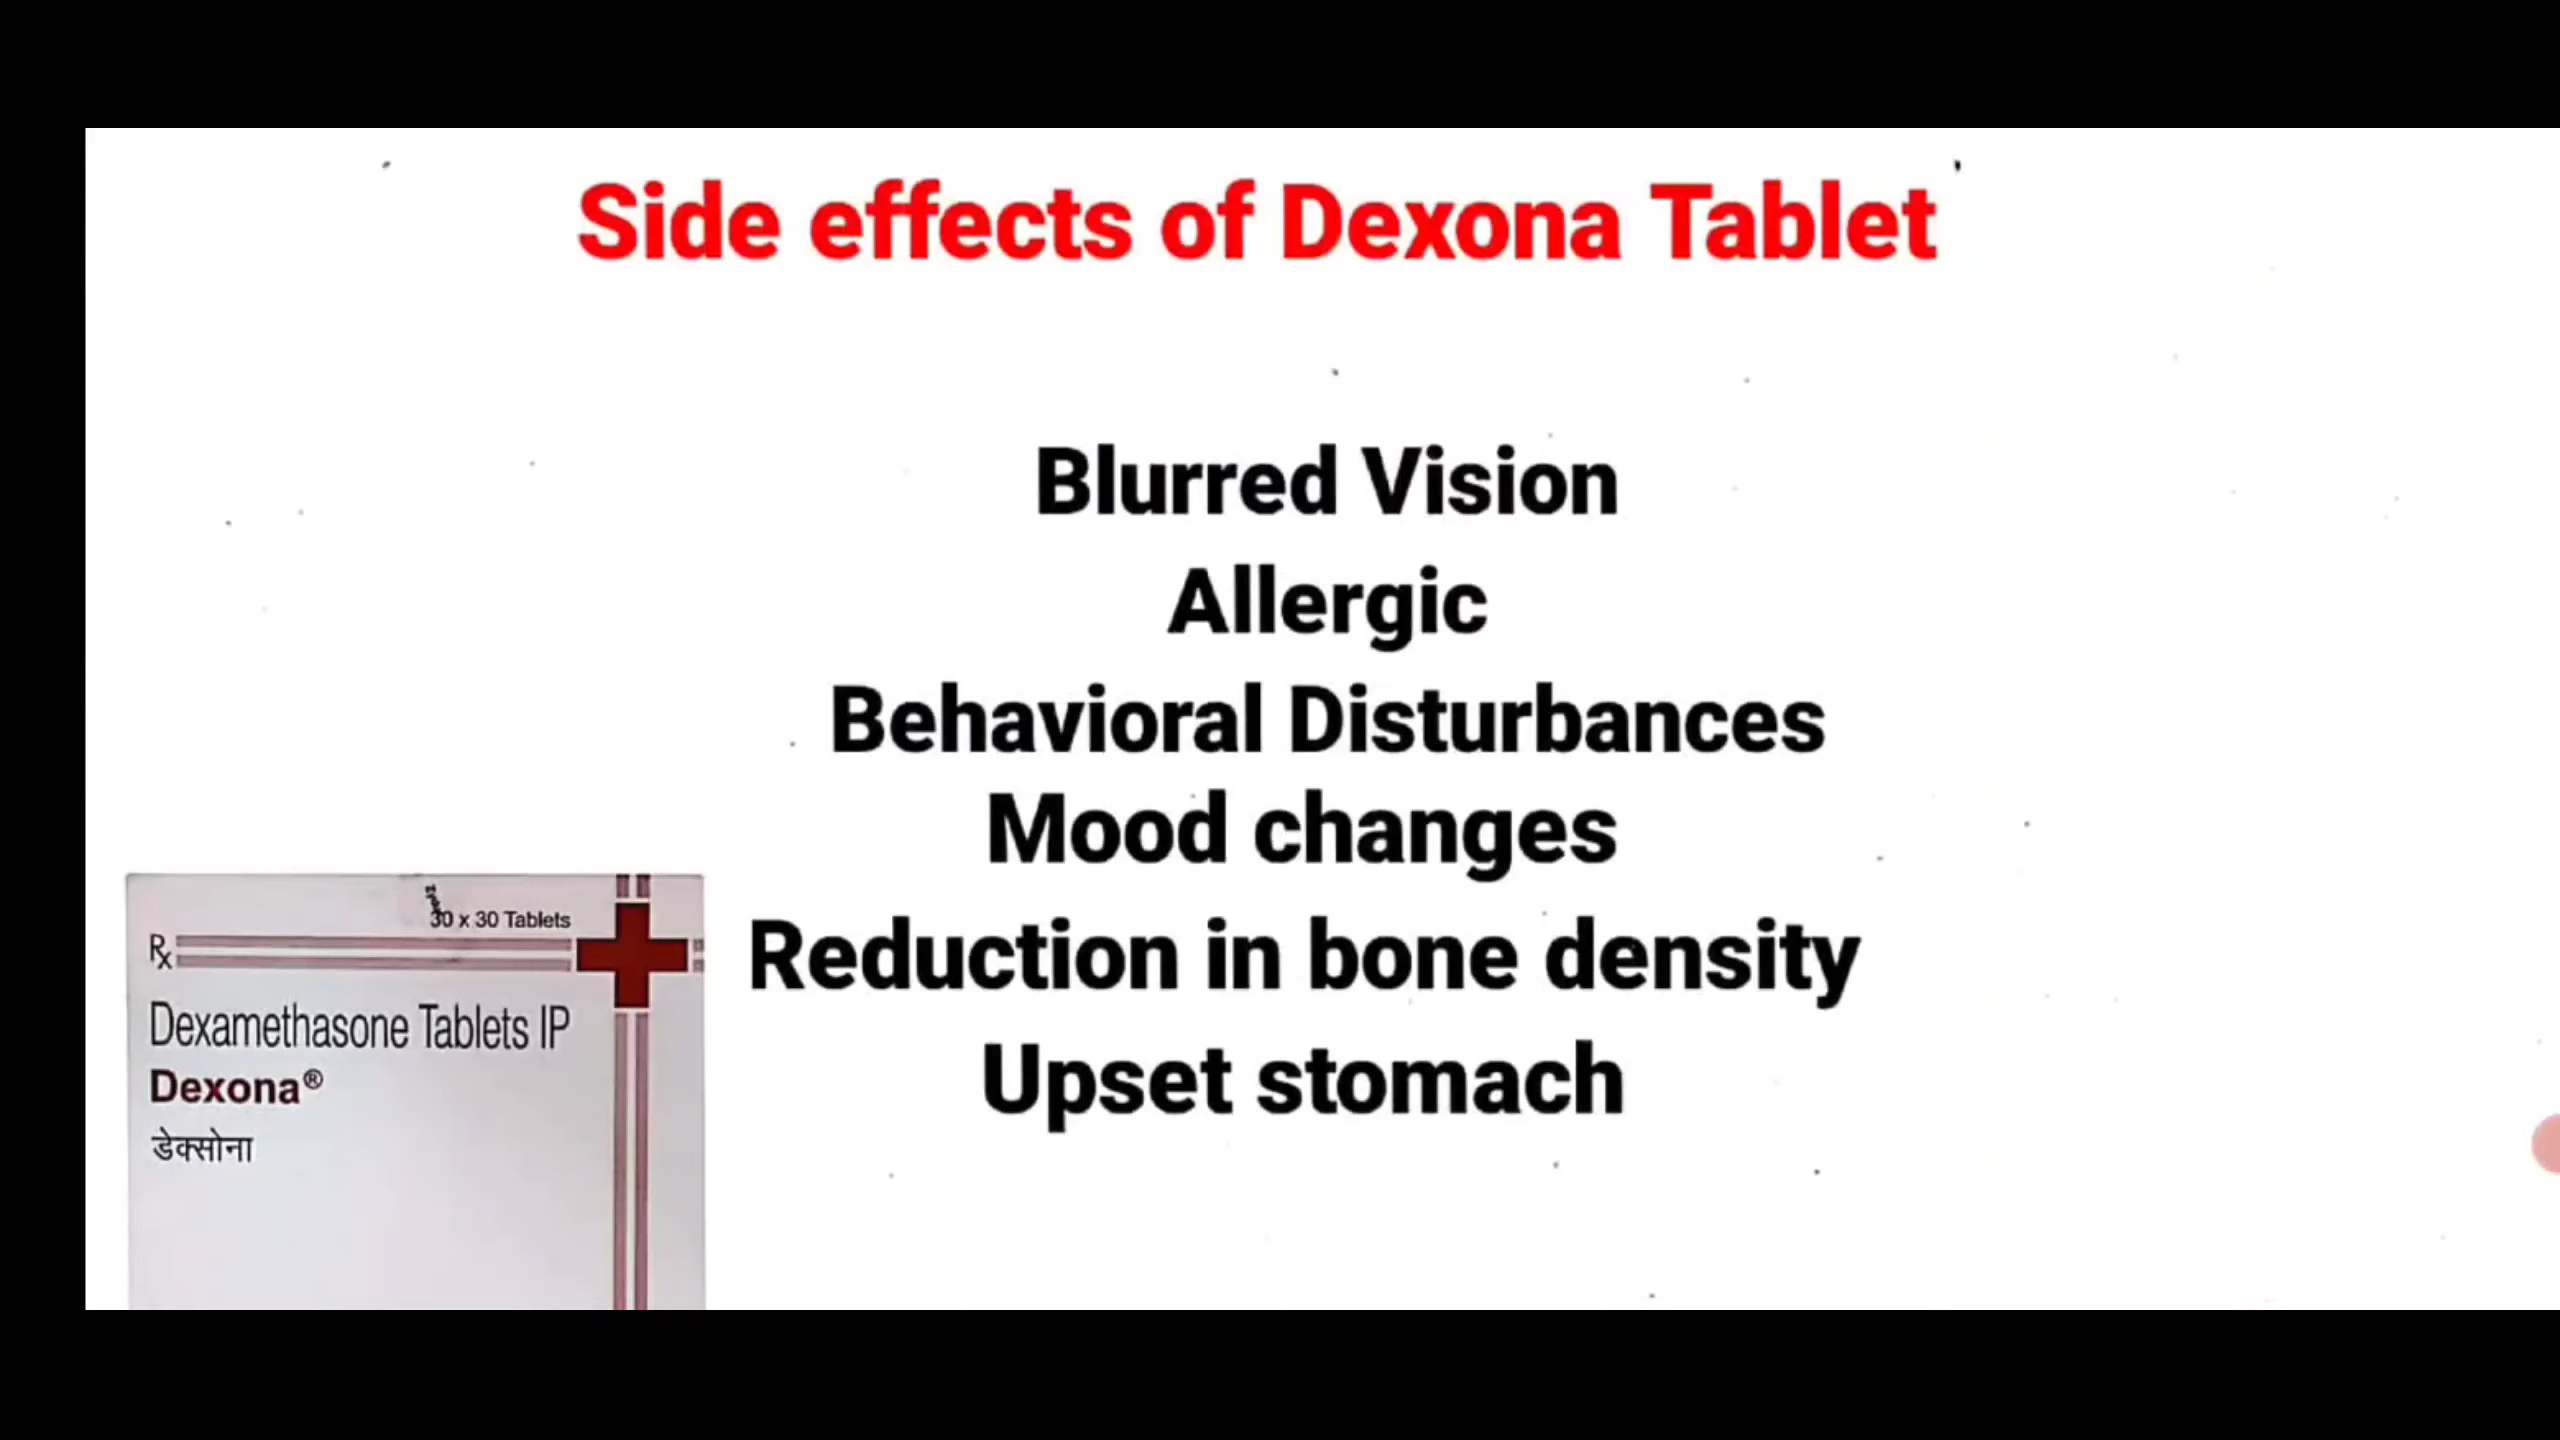 Side effects of Dexona Tablet
Blurred Vision
Allergic
Behavioral Disturbances
Mood changes
Reduction in bone density
Upset stomach
30 x 30 Tablets
Rx
Dexamethasone Tablets IP
Dexona®
डेक्सोना